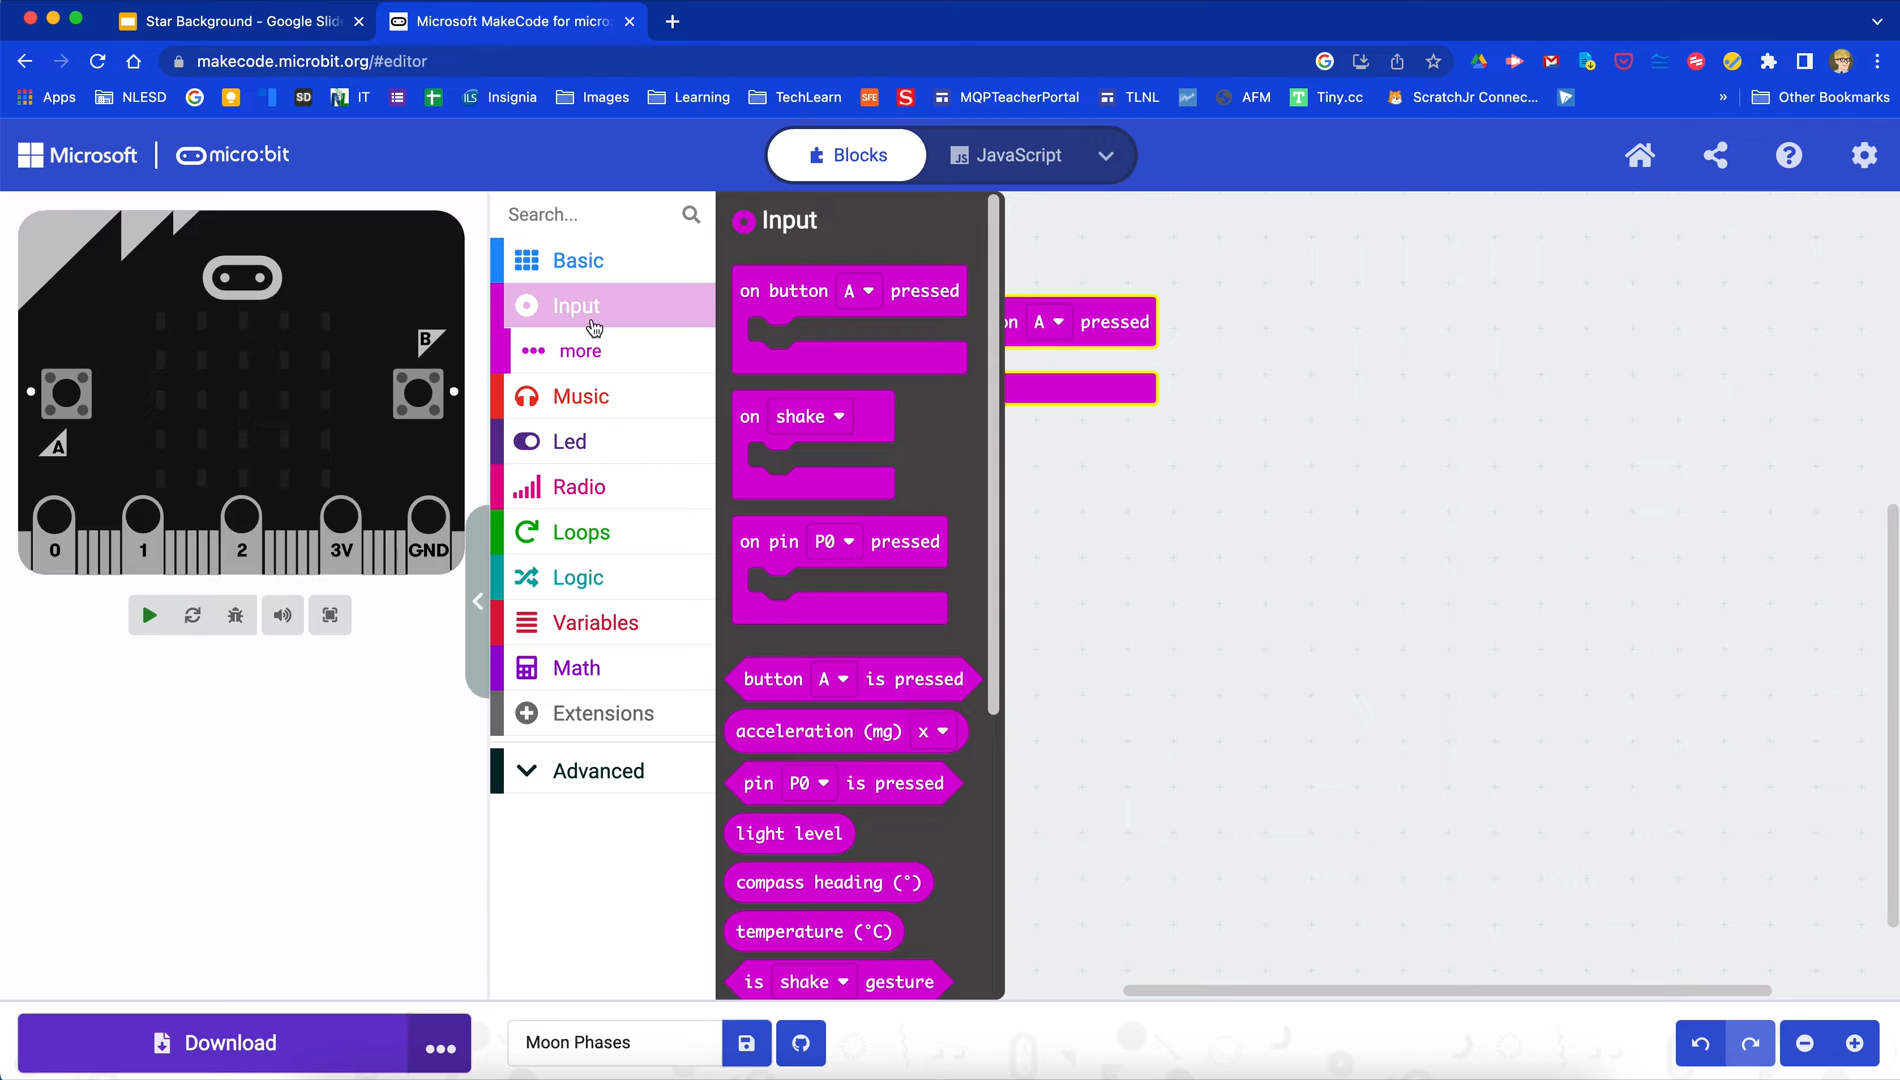 Star Background - Google Slide
Microsoft MakeCode for micro:
makecode.microbit.org/#editor
Apps
NLESD
SD
IT
ILS
Insignia
Images
Learning
TechLearn
SFE
S
MQPTeacherPortal
TLNL
AFM
T
Tiny.cc
ScratchJr Connec...
»
Other Bookmarks
Microsoft
micro:bit
Blocks
JS
JavaScript
A
B
0
1
2
3V
GND
Search...
Basic
Input
more
Music
Led
Radio
Loops
Logic
Variables
Math
Extensions
Advanced
Input
on button A pressed
on shake
on pin P0 pressed
button A is pressed
acceleration (mg) x
pin P0 is pressed
light level
compass heading (°)
temperature (°C)
is shake gesture
A pressed
Download
...
Moon Phases